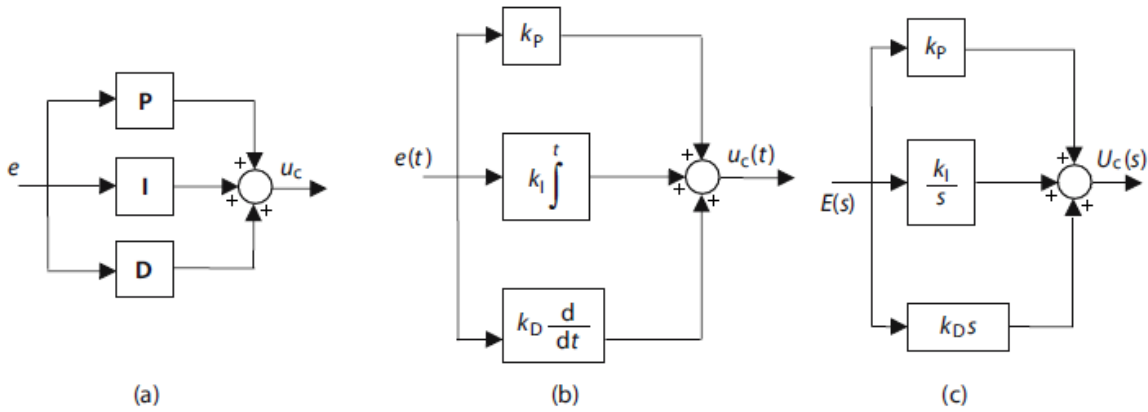 P
I
D
e
u_c
+
+
+
(a)
k_P
k_I ∫^t
k_D d/dt
e(t)
u_c(t)
+
+
+
(b)
k_P
k_I/s
k_D s
E(s)
U_c(s)
+
+
+
(c)